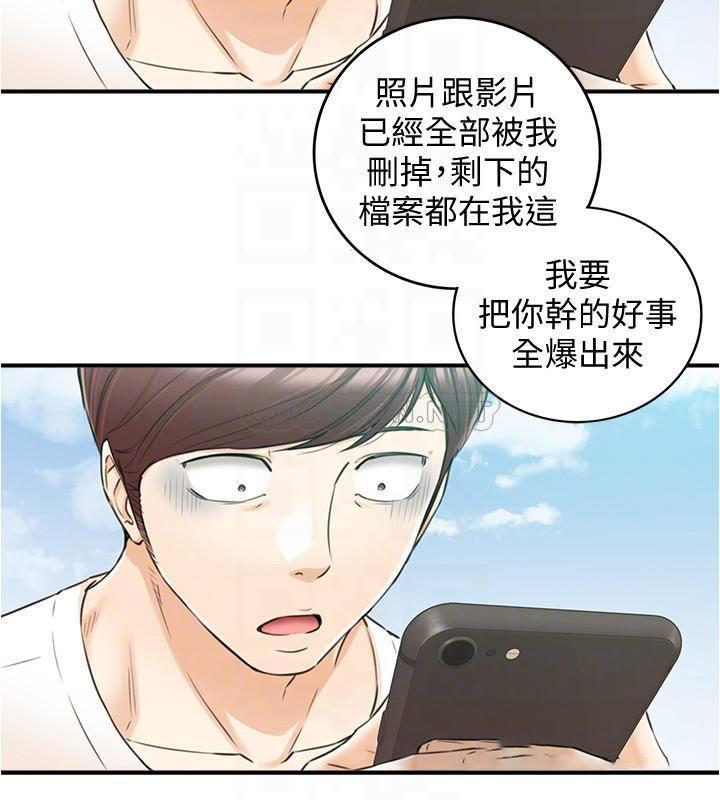 照片跟影片
已經全部被我
刪掉，剩下的
檔案都在我這
我要
把你幹的好事
全爆出來